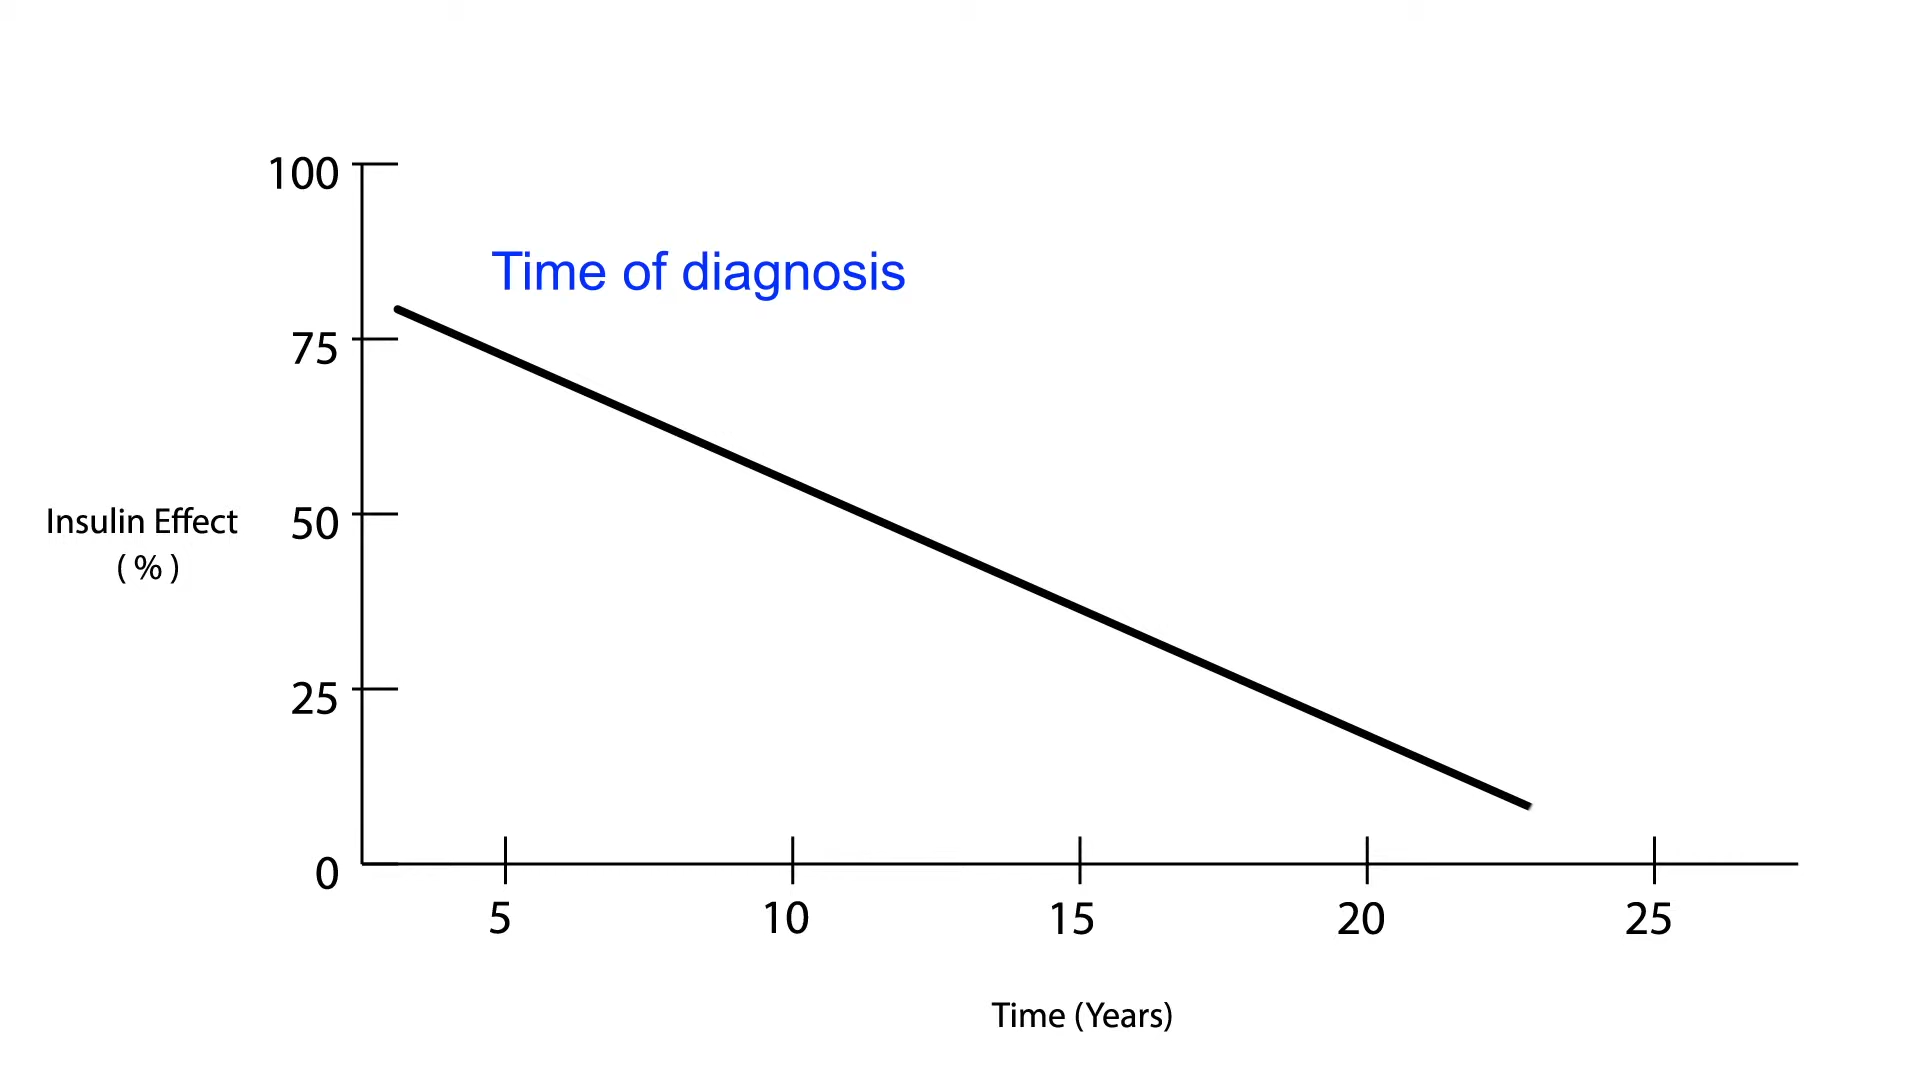 100
Time of diagnosis
75
Insulin Effect
( % )
50
25
0
5 10 15 20 25
Time (Years)